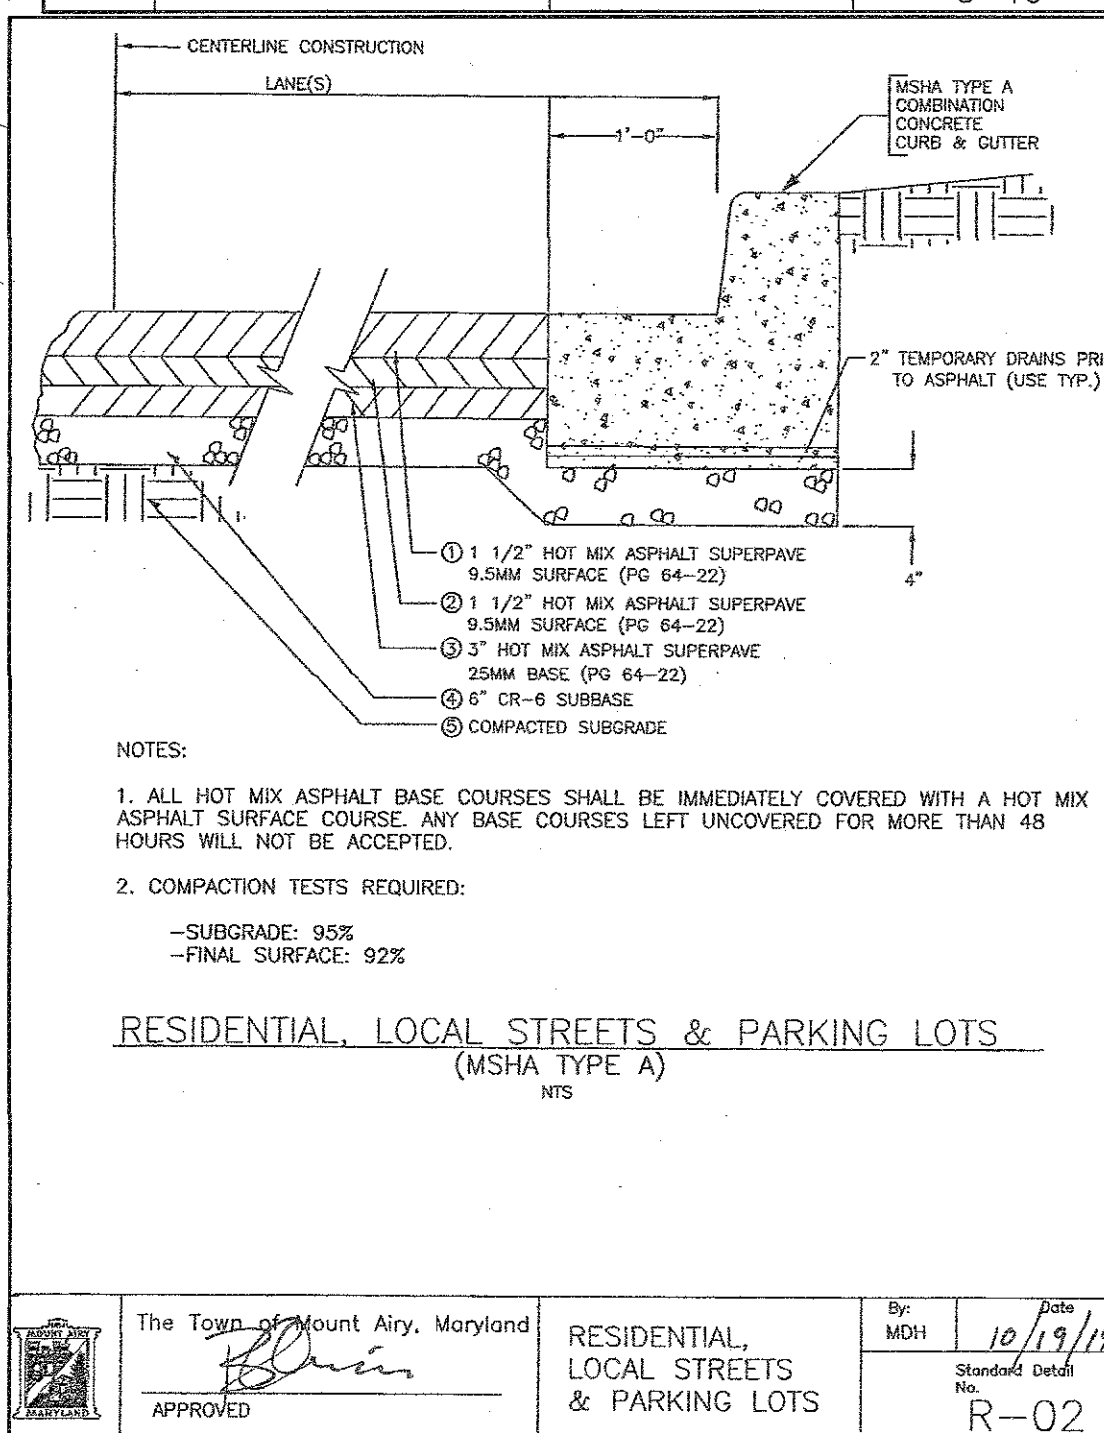 CENTERLINE CONSTRUCTION
LANE(S)
1'-0"
MSHA TYPE A
COMBINATION
CONCRETE
CURB & GUTTER
2" TEMPORARY DRAINS PRI
TO ASPHALT (USE TYP.)
4"
① 1 1/2" HOT MIX ASPHALT SUPERPAVE
9.5MM SURFACE (PG 64-22)
② 1 1/2" HOT MIX ASPHALT SUPERPAVE
9.5MM SURFACE (PG 64-22)
③ 3" HOT MIX ASPHALT SUPERPAVE
25MM BASE (PG 64-22)
④ 6" CR-6 SUBBASE
⑤ COMPACTED SUBGRADE
NOTES:
1. ALL HOT MIX ASPHALT BASE COURSES SHALL BE IMMEDIATELY COVERED WITH A HOT MIX
ASPHALT SURFACE COURSE. ANY BASE COURSES LEFT UNCOVERED FOR MORE THAN 48
HOURS WILL NOT BE ACCEPTED.
2. COMPACTION TESTS REQUIRED:
-SUBGRADE: 95%
-FINAL SURFACE: 92%
RESIDENTIAL, LOCAL STREETS & PARKING LOTS
(MSHA TYPE A)
NTS
MOUNT AIRY
MARYLAND
The Town of Mount Airy, Maryland
APPROVED
RESIDENTIAL,
LOCAL STREETS
& PARKING LOTS
By:
MDH
Date
10/19/1
Standard Detail
No.
R-02